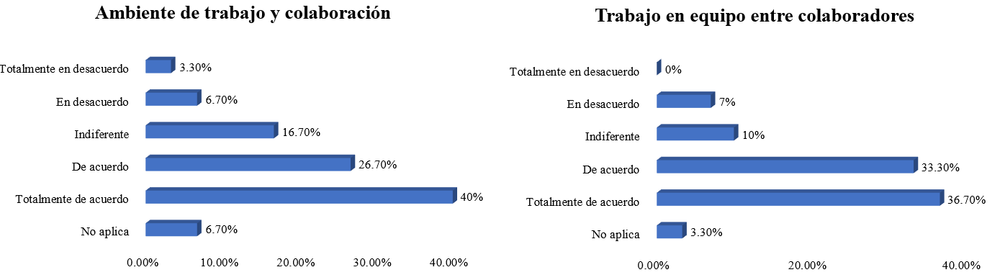 Ambiente de trabajo y colaboración
Totalmente en desacuerdo 3.30%
En desacuerdo 6.70%
Indiferente 16.70%
De acuerdo 26.70%
Totalmente de acuerdo 40%
No aplica 6.70%
0.00% 10.00% 20.00% 30.00% 40.00%
Trabajo en equipo entre colaboradores
Totalmente en desacuerdo 0%
En desacuerdo 7%
Indiferente 10%
De acuerdo 33.30%
Totalmente de acuerdo 36.70%
No aplica 3.30%
0.00% 20.00% 40.00%